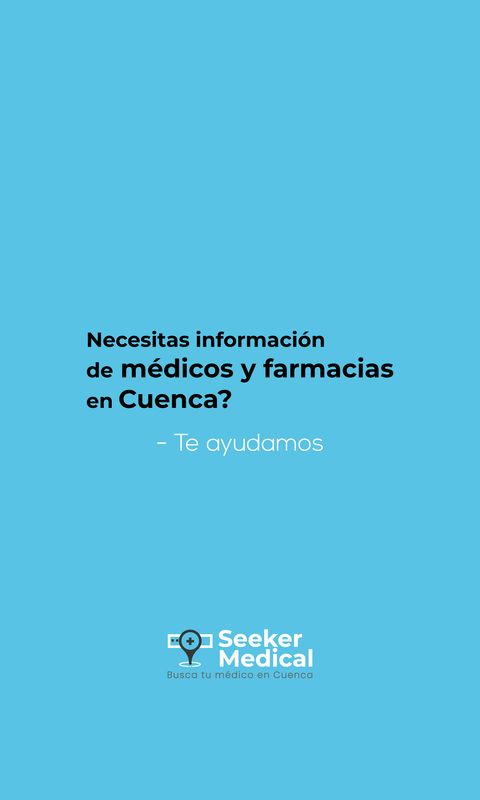 Necesitas información
de médicos y farmacias
en Cuenca?
- Te ayudamos
Seeker
Medical
Busca tu médico en Cuenca